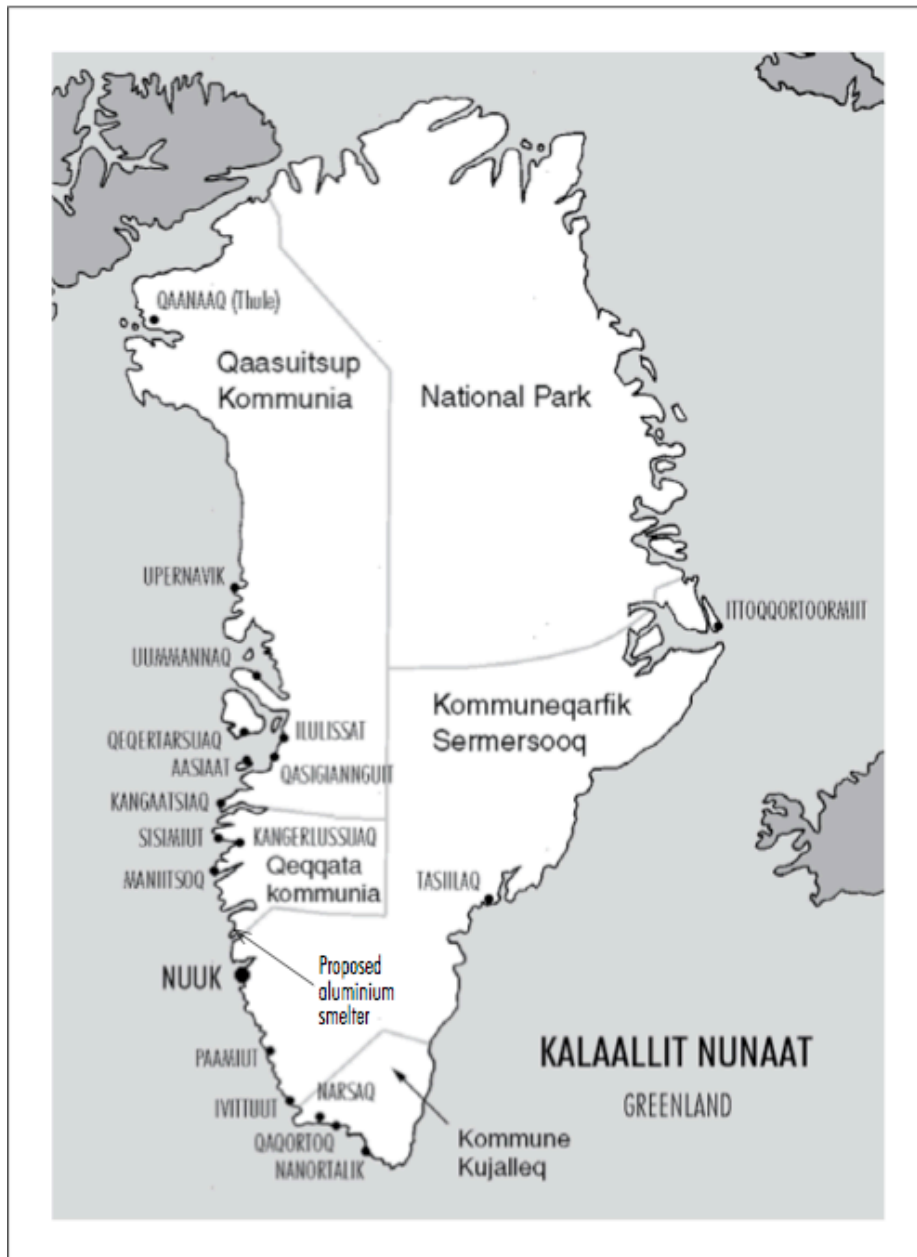 QAANAAQ (Thule)
Qaasuitsup
Kommunia
National Park
UPERNAVIK
ITTOQQORTOORMIIT
UUMMANNAQ
Kommuneqarfik
Sermersooq
ILULISSAT
QEQERTARSUAQ
AASIAAT
QASIGIANNGUIT
KANGAATSIAQ
SISIMIUT
KANGERLUSSUAQ
Qeqqata
kommunia
MANIITSOQ
TASIILAQ
NUUK
Proposed
aluminium
smelter
PAAMIUT
KALAALLIT NUNAAT
GREENLAND
NARSAQ
IVITTUUT
QAQORTOQ
NANORTALIK
Kommune
Kujalleq